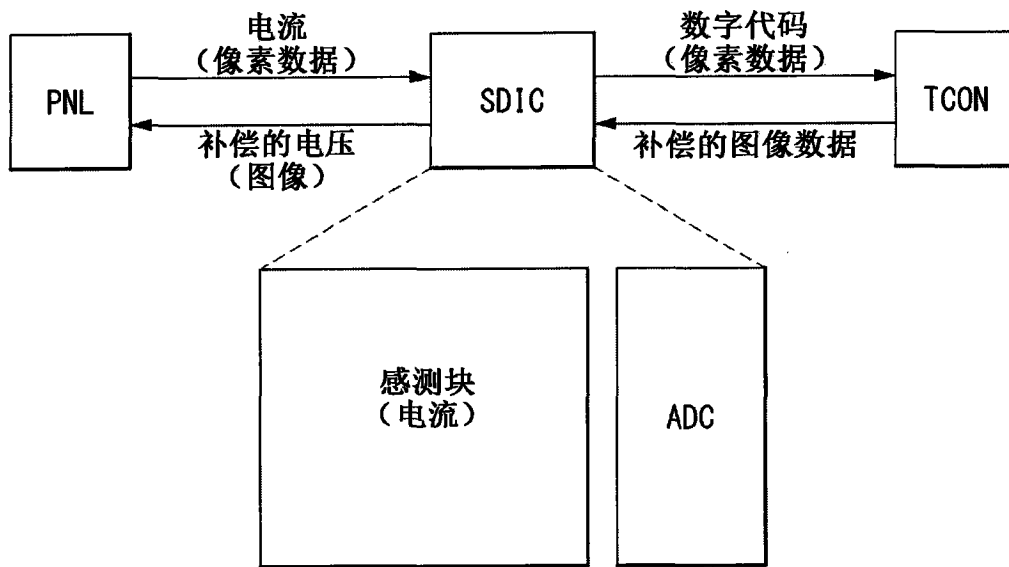 电流
（像素数据）
数字代码
（像素数据）
PNL
SDIC
TCON
补偿的电压
（图像）
补偿的图像数据
感测块
（电流）
ADC